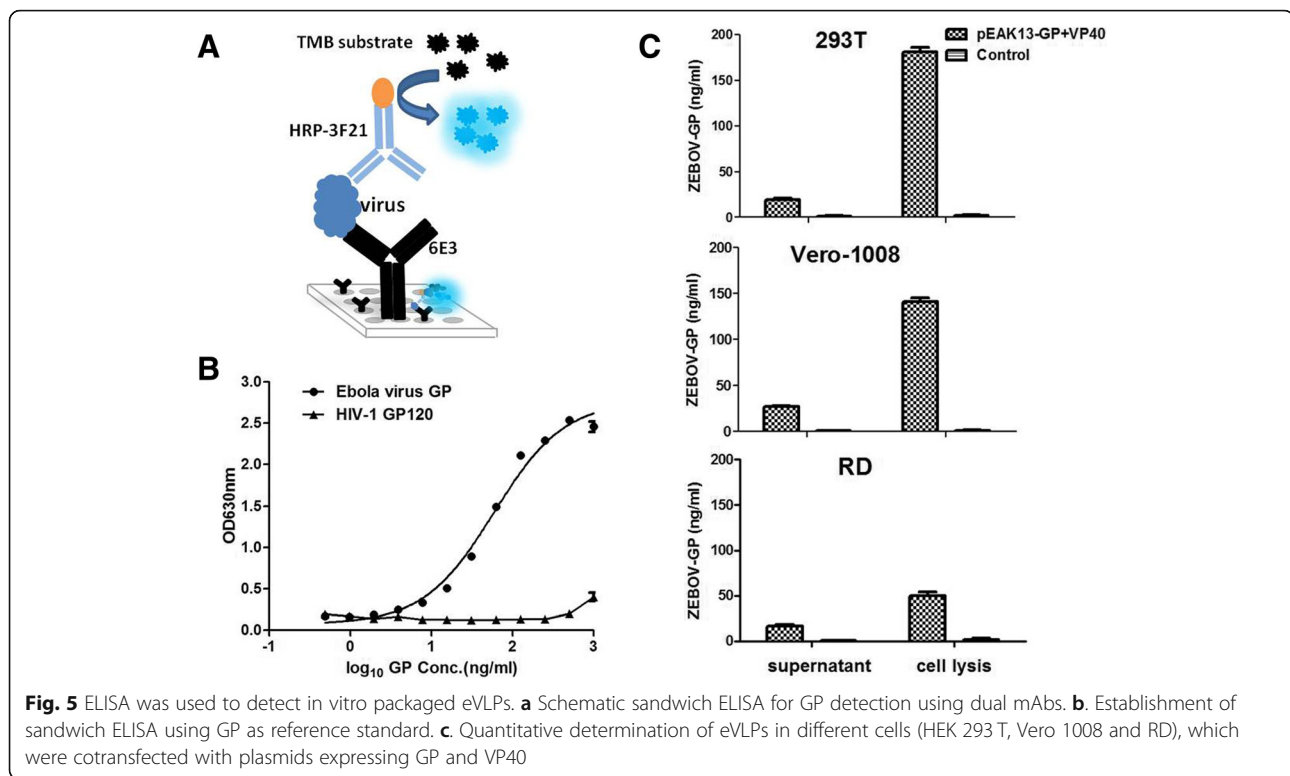 A
TMB substrate
HRP-3F21
virus
6E3
B
3.0
2.5
2.0
1.5
1.0
0.5
0.0
OD630nm
Ebola virus GP
HIV-1 GP120
-1
0
1
2
3
log10 GP Conc.(ng/ml)
C
pEAK13-GP+VP40
Control
293T
200
150
100
50
0
ZEBOV-GP (ng/ml)
Vero-1008
200
150
100
50
0
ZEBOV-GP (ng/ml)
RD
200
150
100
50
0
ZEBOV-GP (ng/ml)
supernatant
cell lysis
Fig. 5 ELISA was used to detect in vitro packaged eVLPs. a Schematic sandwich ELISA for GP detection using dual mAbs. b. Establishment of
sandwich ELISA using GP as reference standard. c. Quantitative determination of eVLPs in different cells (HEK 293 T, Vero 1008 and RD), which
were cotransfected with plasmids expressing GP and VP40